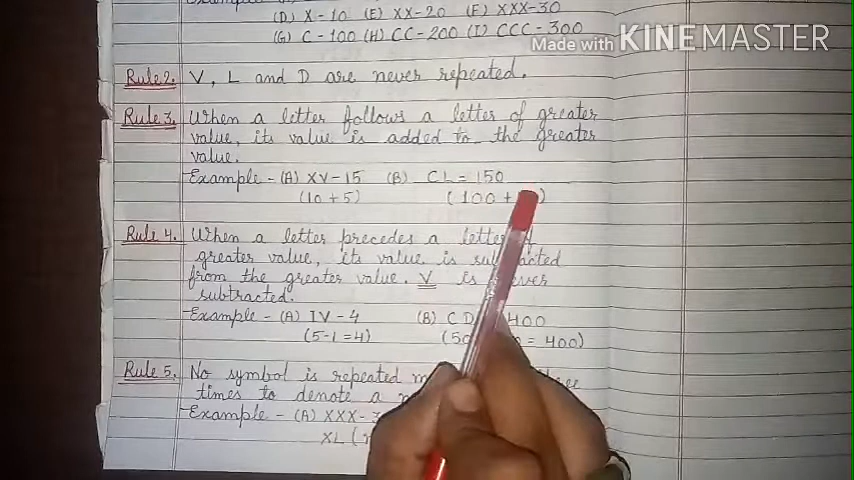 (D) X-10 (E) XX-20 (F) XXX-30
(G) C-100 (H) CC-200 (I) CCC-300
Made with KINEMASTER
Rule 2. V, L and D are never repeated.
Rule 3. When a letter follows a letter of greater
value, its value is added to the greater
value.
Example - (A) XV-15 (B) CL = 150
(10+5) (100+ )
Rule 4. When a letter precedes a
greater value, its value is
from the greater value. V is
subtracted.
Example - (A) IV-4 (B) CD 400
(5-1=4) = 400)
Rule 5. No symbol is repeated
times to denote a
Example - (A) XXX-
XL (